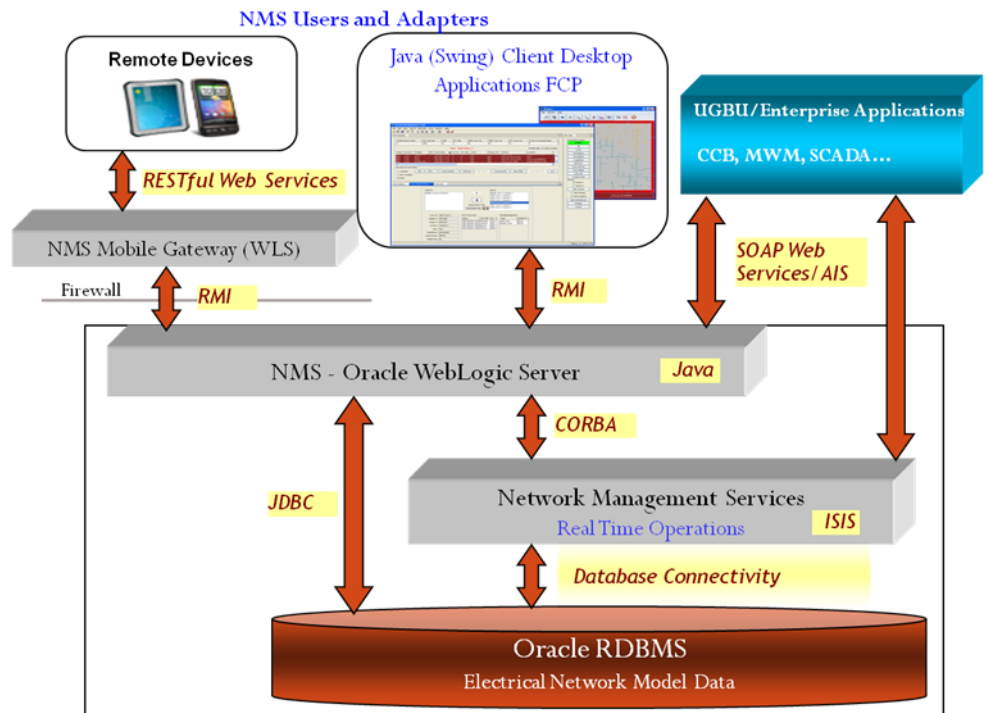 NMS Users and Adapters
Remote Devices
Java (Swing) Client Desktop
Applications FCP
UGBU/Enterprise Applications
CCB, MWM, SCADA...
RESTful Web Services
NMS Mobile Gateway (WLS)
SOAP Web
Services/AIS
Firewall
RMI
RMI
NMS - Oracle WebLogic Server
Java
CORBA
JDBC
Network Management Services
Real Time Operations
ISIS
Database Connectivity
Oracle RDBMS
Electrical Network Model Data